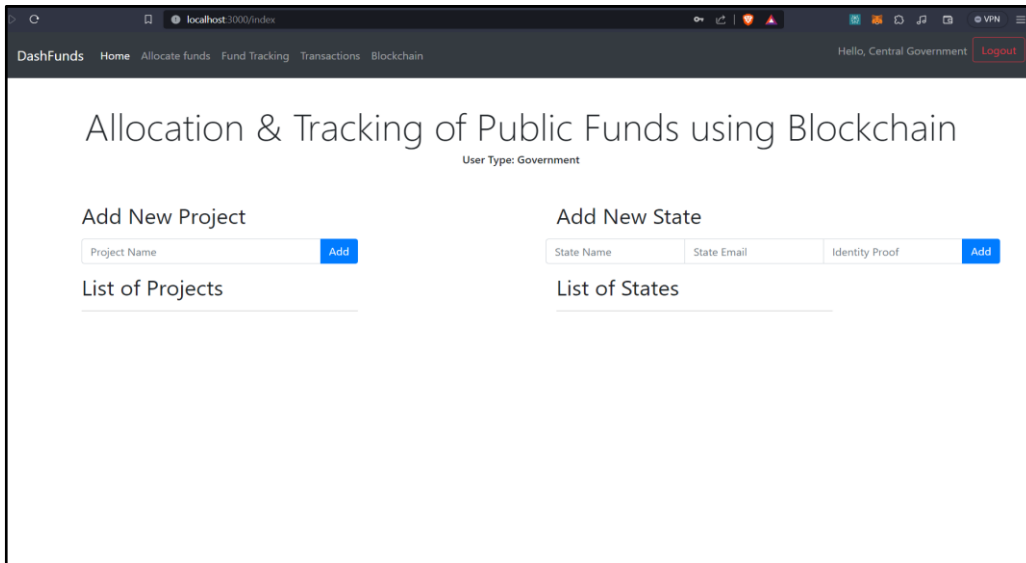 localhost:3000/index
VPN
DashFunds Home Allocate funds Fund Tracking Transactions Blockchain
Hello, Central Government Logout
Allocation & Tracking of Public Funds using Blockchain
User Type: Government
Add New Project
Project Name Add
List of Projects
Add New State
State Name State Email Identity Proof Add
List of States